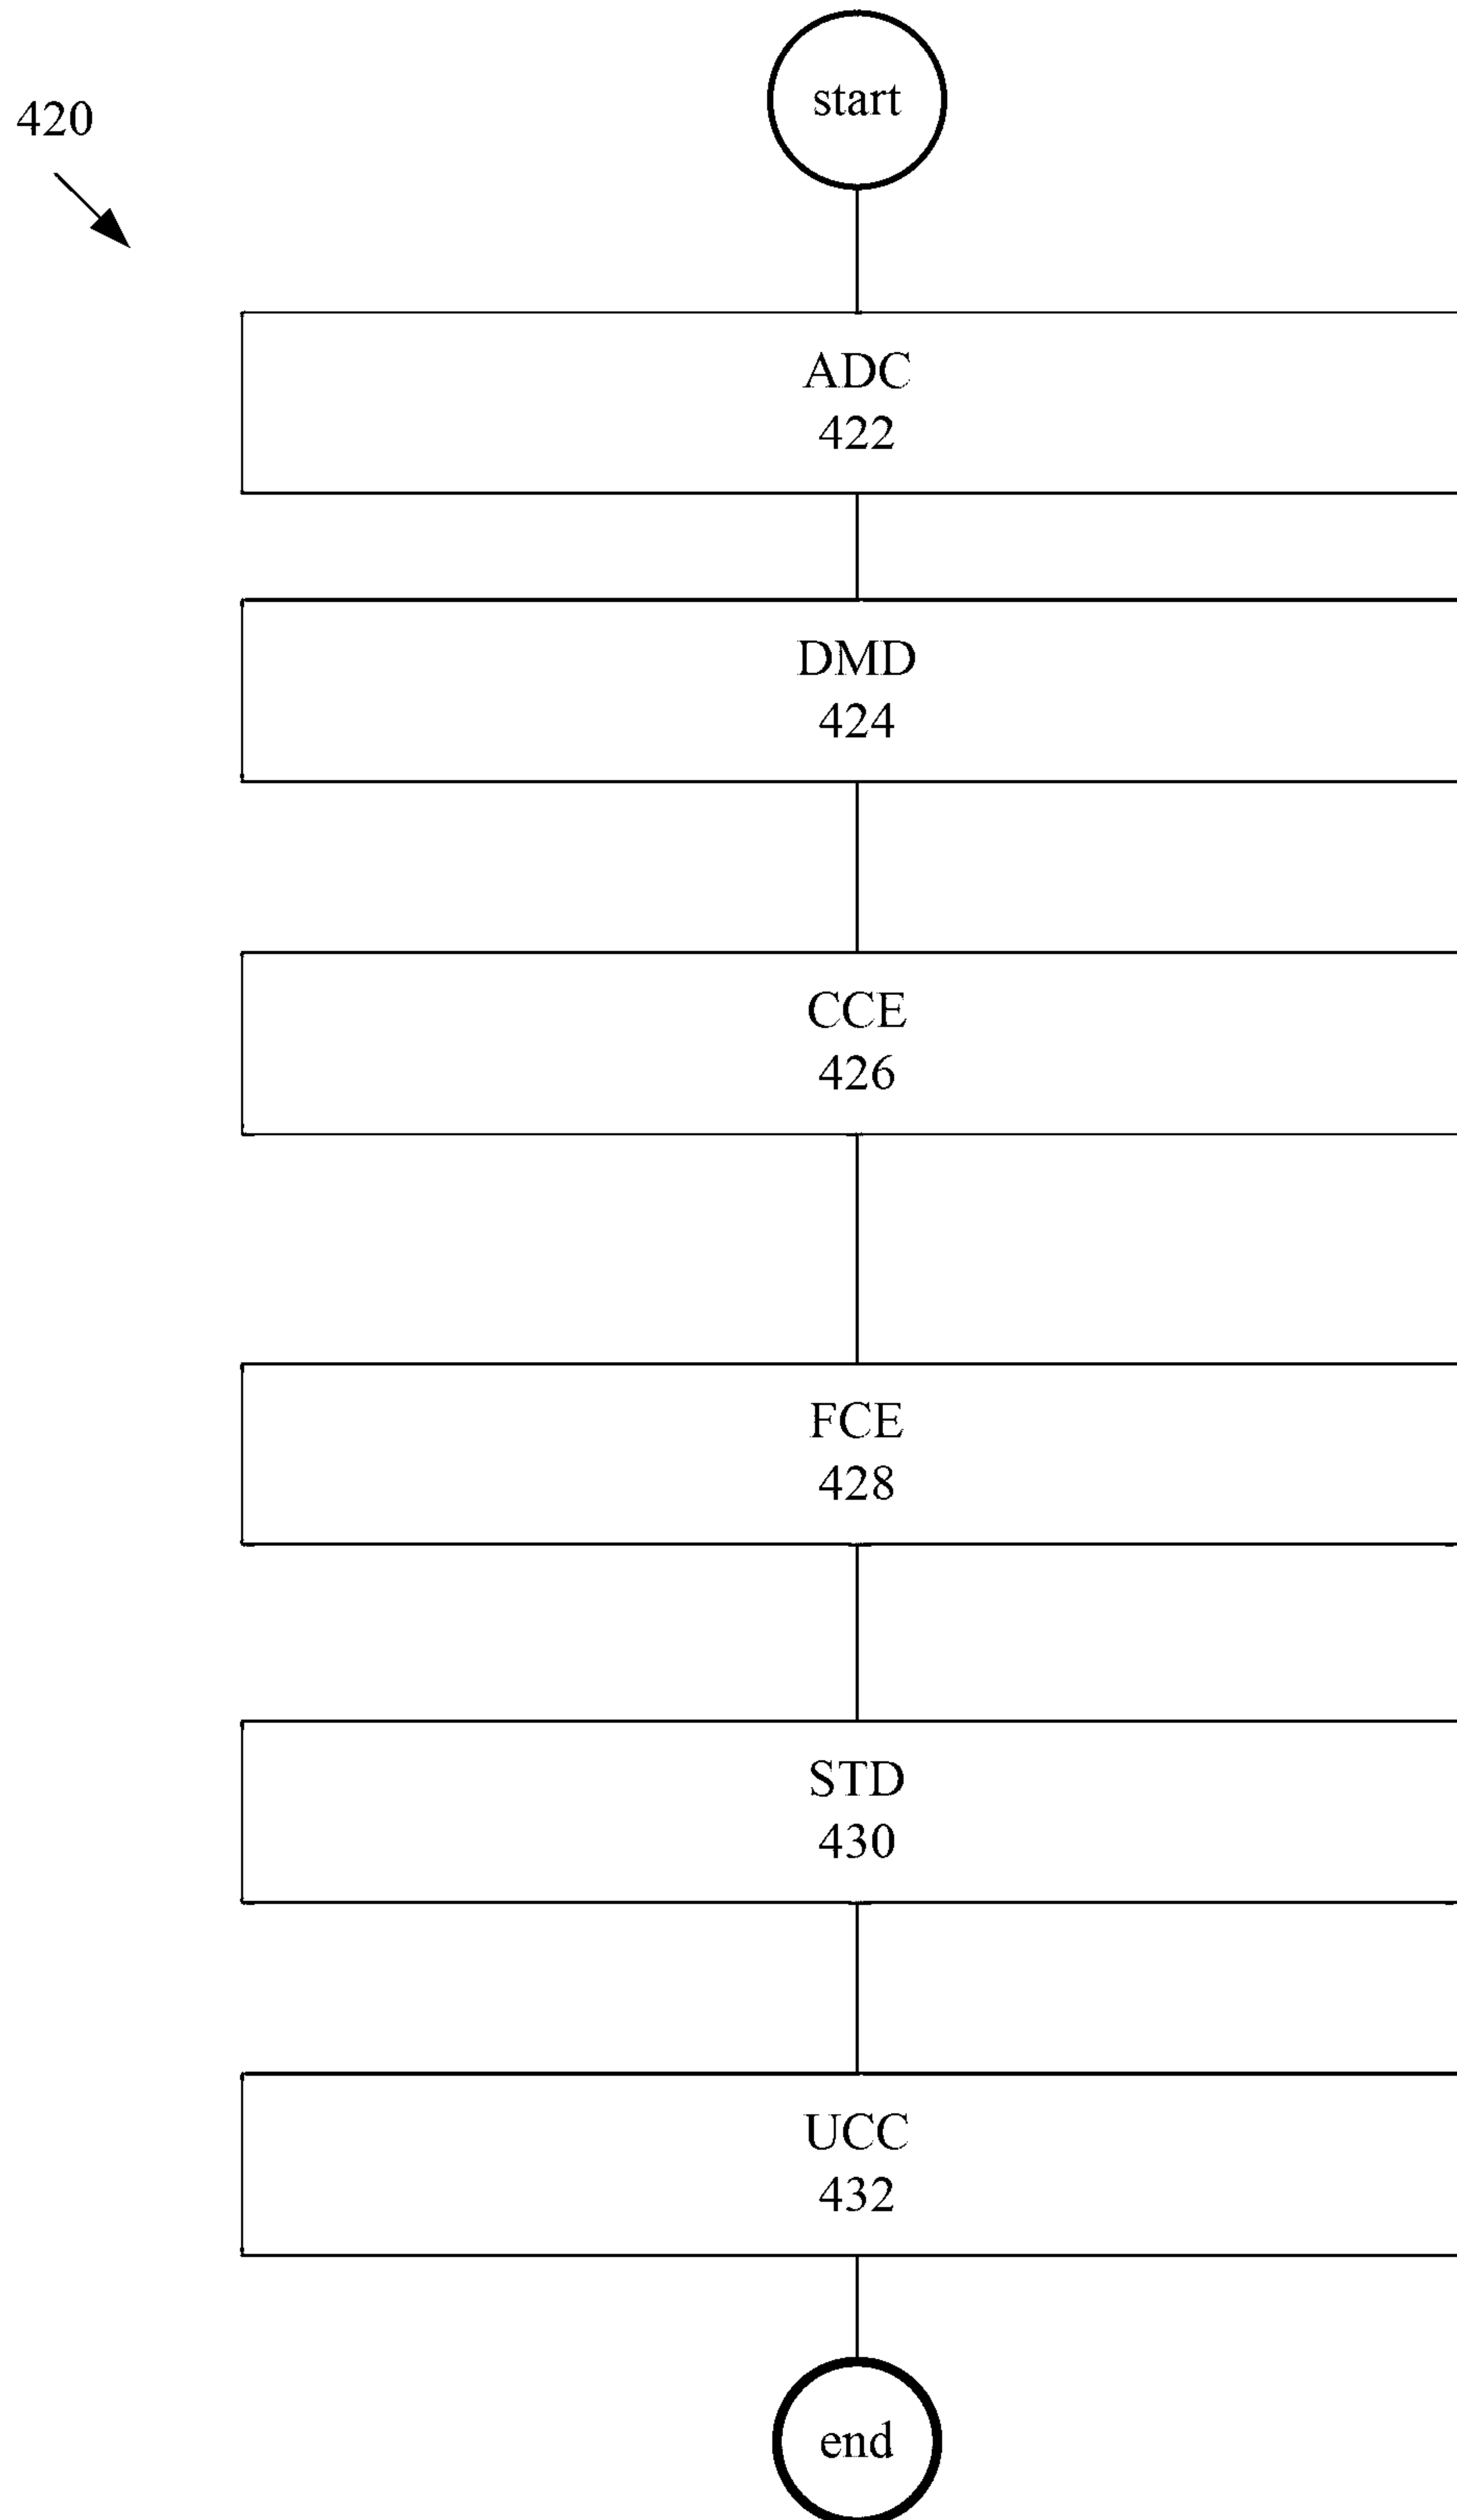 start
420
ADC
422
DMD
424
CCE
426
FCE
428
STD
430
UCC
432
end